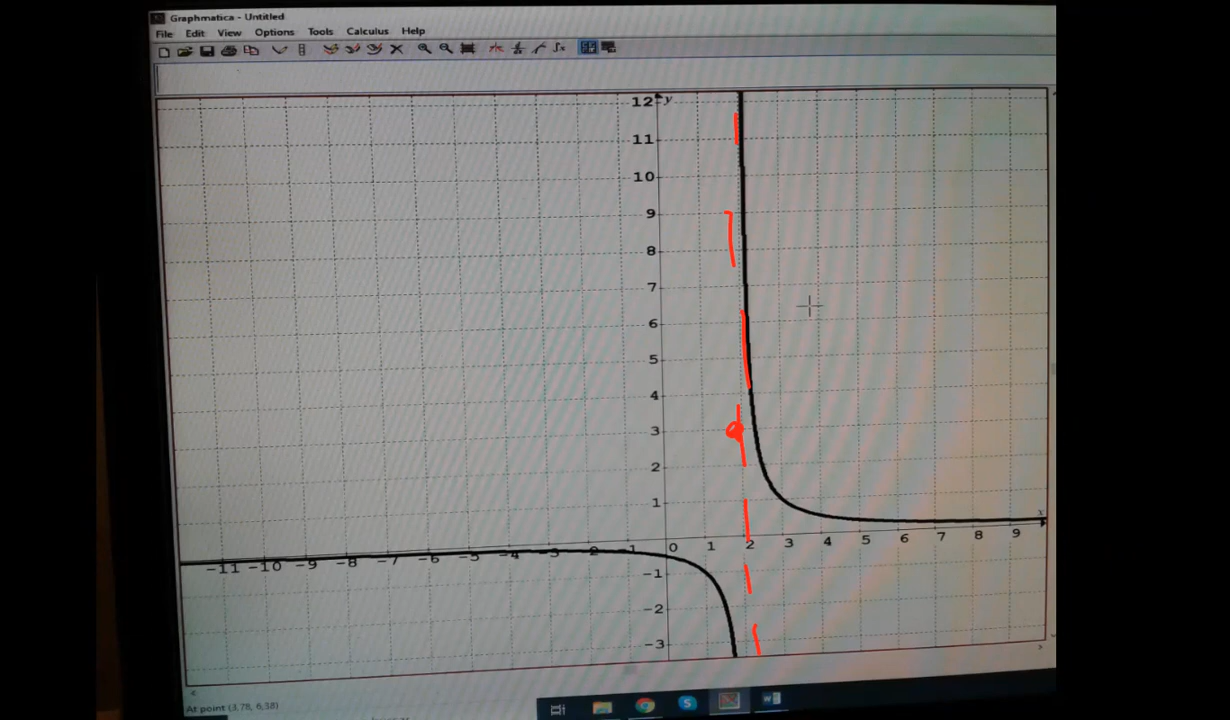 Graphmatica - Untitled
File Edit View Options Tools Calculus Help
12 y
11
10
9
8
7
6
5
4
3
2
1
x
-11 -10 -9 -8 -7 -6 -5 -4 -3 2 1 0 1 2 3 4 5 6 7 8 9
-1
-2
-3
At point (3,78, 6,38)